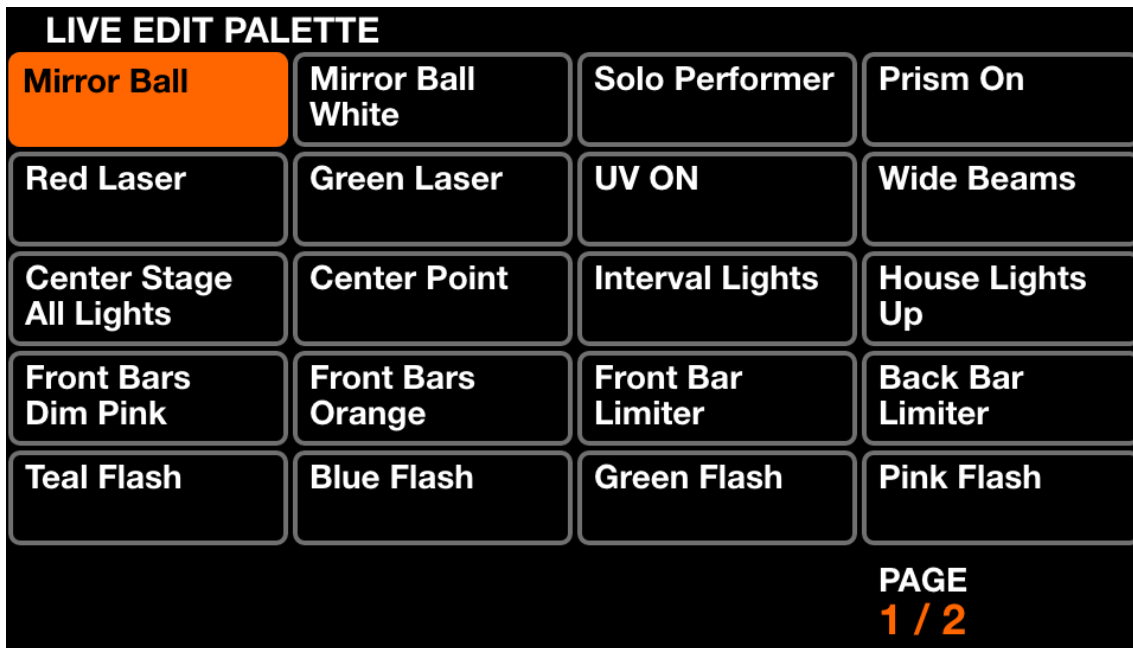 LIVE EDIT PALETTE
Mirror Ball
Mirror Ball
White
Solo Performer
Prism On
Red Laser
Green Laser
UV ON
Wide Beams
Center Stage
All Lights
Center Point
Interval Lights
House Lights
Up
Front Bars
Dim Pink
Front Bars
Orange
Front Bar
Limiter
Back Bar
Limiter
Teal Flash
Blue Flash
Green Flash
Pink Flash
PAGE
1 / 2